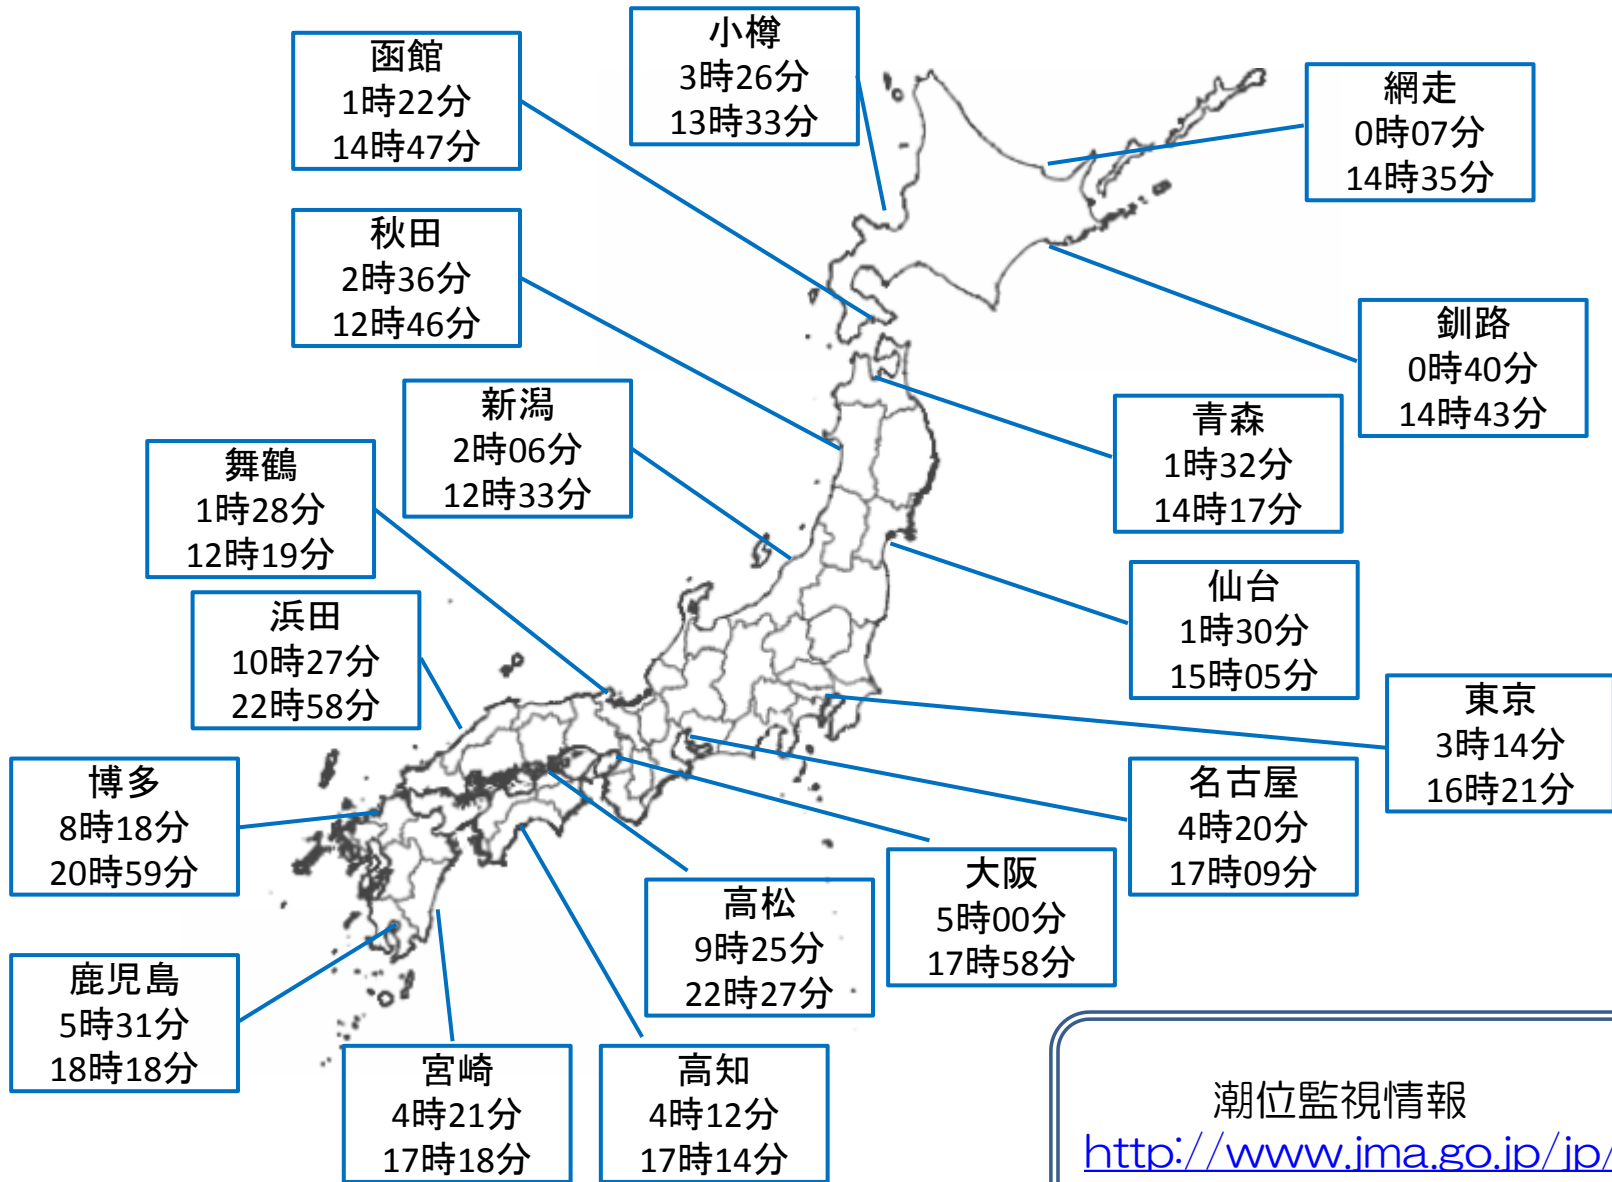 函館
1時22分
14時47分
小樽
3時26分
13時33分
網走
0時07分
14時35分
秋田
2時36分
12時46分
釧路
0時40分
14時43分
新潟
2時06分
12時33分
青森
1時32分
14時17分
舞鶴
1時28分
12時19分
仙台
1時30分
15時05分
浜田
10時27分
22時58分
東京
3時14分
16時21分
博多
8時18分
20時59分
名古屋
4時20分
17時09分
大阪
5時00分
17時58分
高松
9時25分
22時27分
鹿児島
5時31分
18時18分
宮崎
4時21分
17時18分
高知
4時12分
17時14分
潮位監視情報
http://www.jma.go.jp/jp/